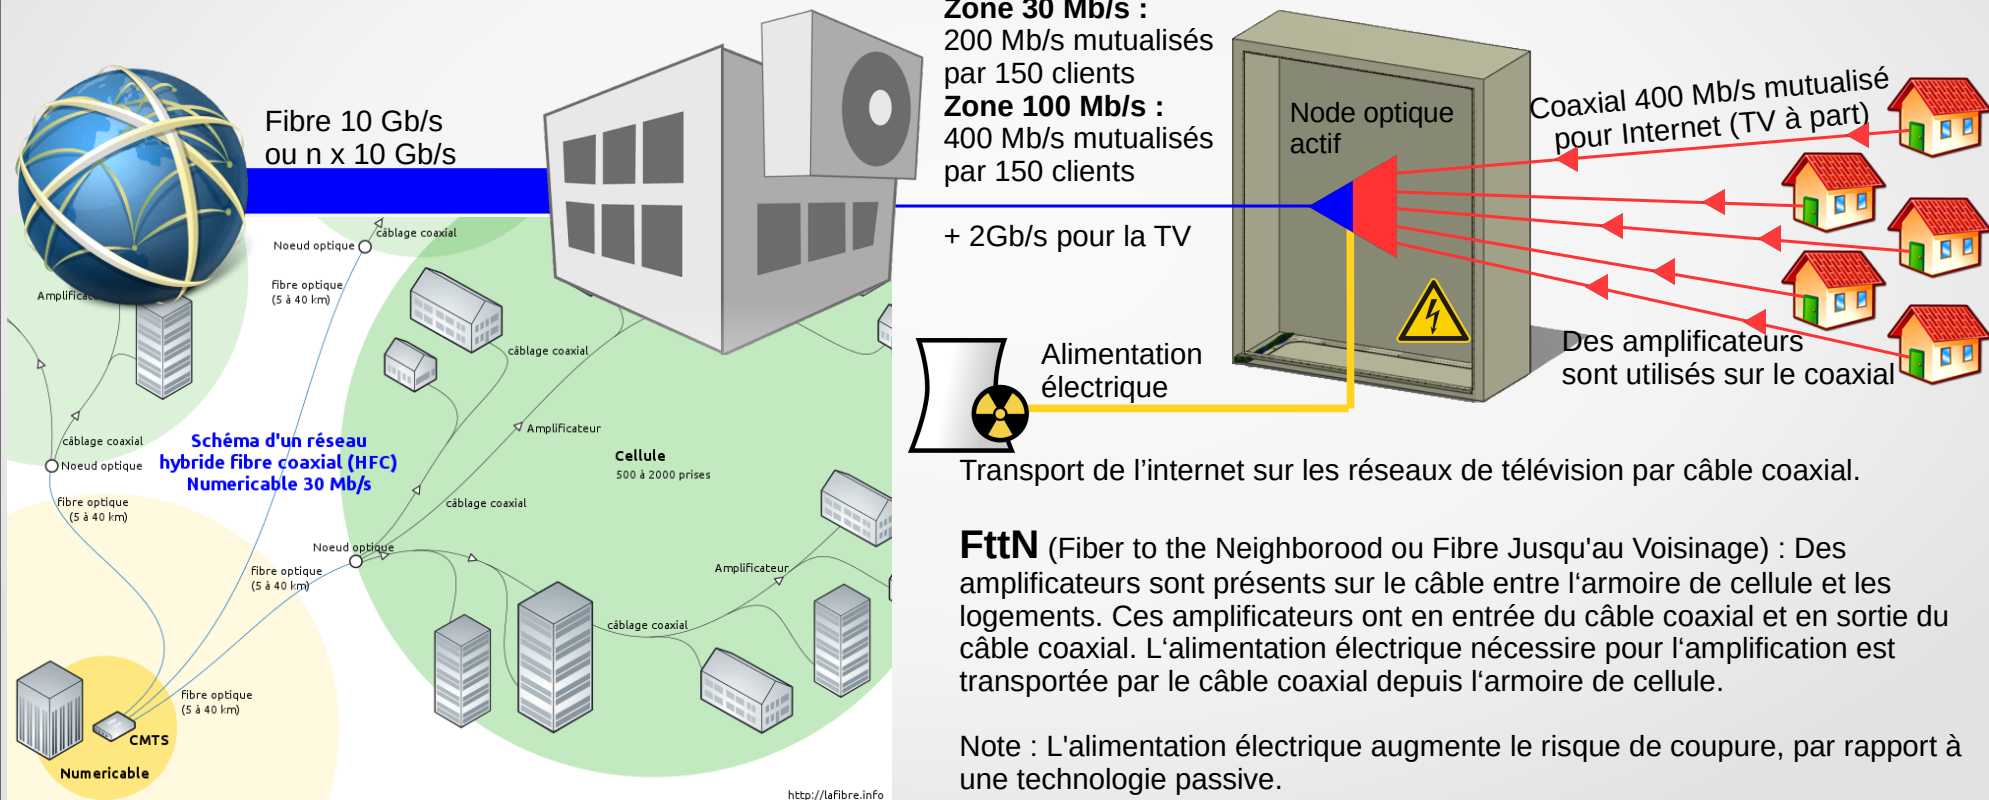 Fibre 10 Gb/s
ou n x 10 Gb/s
Zone 30 Mb/s :
200 Mb/s mutualisés
par 150 clients
Zone 100 Mb/s :
400 Mb/s mutualisés
par 150 clients
+ 2Gb/s pour la TV
Node optique
actif
Coaxial 400 Mb/s mutualisé
pour Internet (TV à part)
Des amplificateurs
sont utilisés sur le coaxial
Alimentation
électrique
Noeud optique
câblage coaxial
fibre optique
(5 à 40 km)
câblage coaxial
Amplificateur
câblage coaxial
Noeud optique
Schéma d'un réseau
hybride fibre coaxial (HFC)
Numericable 30 Mb/s
Cellule
500 à 2000 prises
fibre optique
(5 à 40 km)
câblage coaxial
Noeud optique
fibre optique
(5 à 40 km)
Amplificateur
câblage coaxial
fibre optique
(5 à 40 km)
CMTS
Numericable
http://lafibre.info
Transport de l’internet sur les réseaux de télévision par câble coaxial.
FttN (Fiber to the Neighborood ou Fibre Jusqu'au Voisinage) : Des
amplificateurs sont présents sur le câble entre l‘armoire de cellule et les
logements. Ces amplificateurs ont en entrée du câble coaxial et en sortie du
câble coaxial. L‘alimentation électrique nécessire pour l‘amplification est
transportée par le câble coaxial depuis l‘armoire de cellule.
Note : L'alimentation électrique augmente le risque de coupure, par rapport à
une technologie passive.